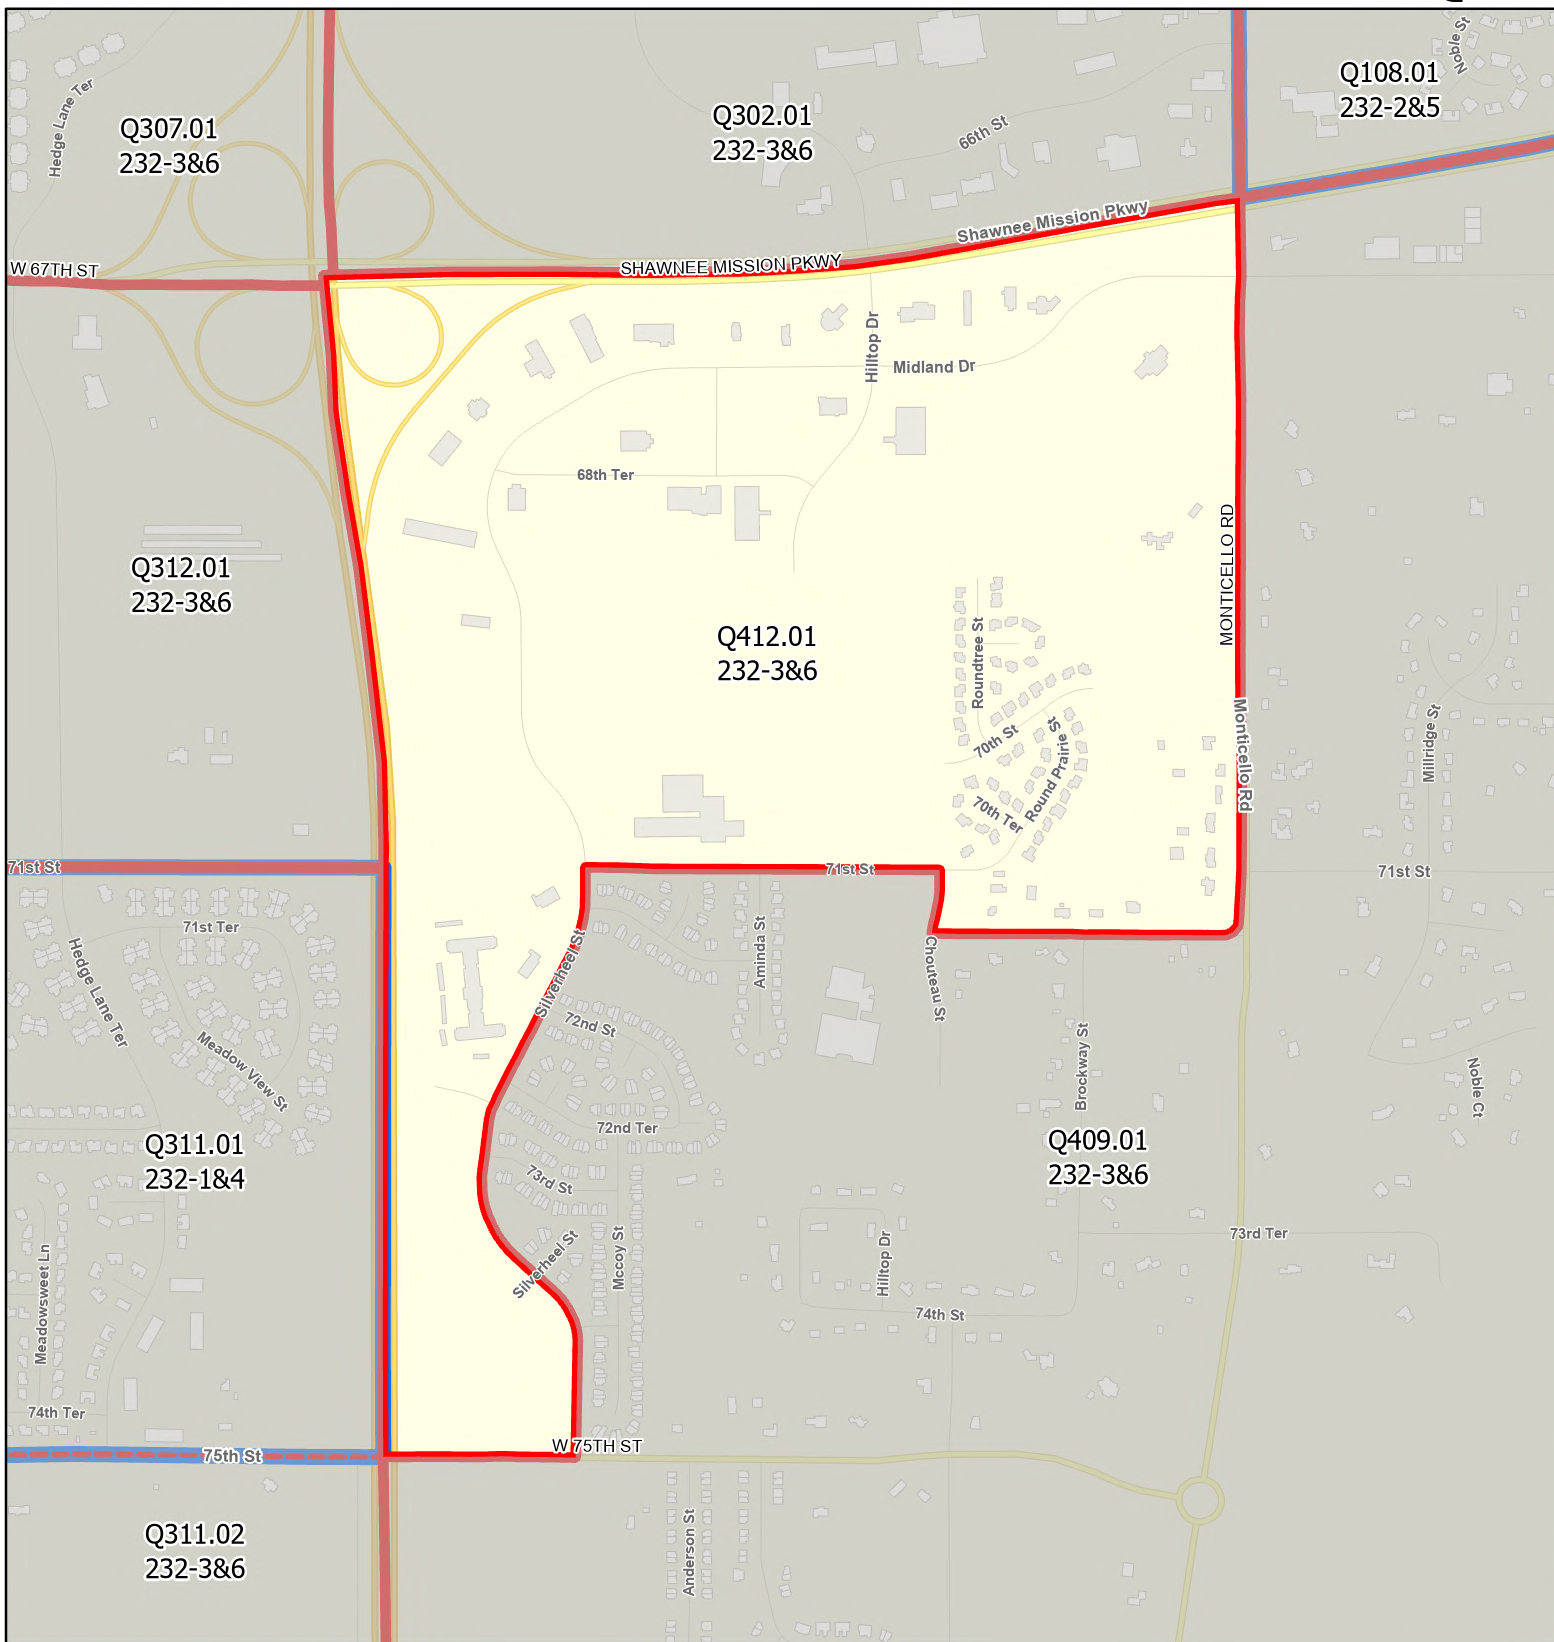 Noble St
Q108.01
232-2&5
Hedge Lane Ter
Q307.01
232-3&6
Q302.01
232-3&6
66th St
Shawnee Mission Pkwy
W 67TH ST
SHAWNEE MISSION PKWY
Hilltop Dr
Midland Dr
68th Ter
MONTICELLO RD
Q312.01
232-3&6
Q412.01
232-3&6
Roundtree St
70th St
Round Prairie St
70th Ter
Monticello Rd
Millridge St
71st St
71st St
71st St
71st Ter
Hedge Lane Ter
Meadow View St
Silverheel St
Aminda St
Chouteau St
72nd St
Brockway St
Noble Ct
72nd Ter
Q311.01
232-1&4
Q409.01
232-3&6
73rd St
Silverheel St
Mccoy St
Hilltop Dr
73rd Ter
Meadowsweet Ln
74th St
74th Ter
75th St
W 75TH ST
Q311.02
232-3&6
Anderson St